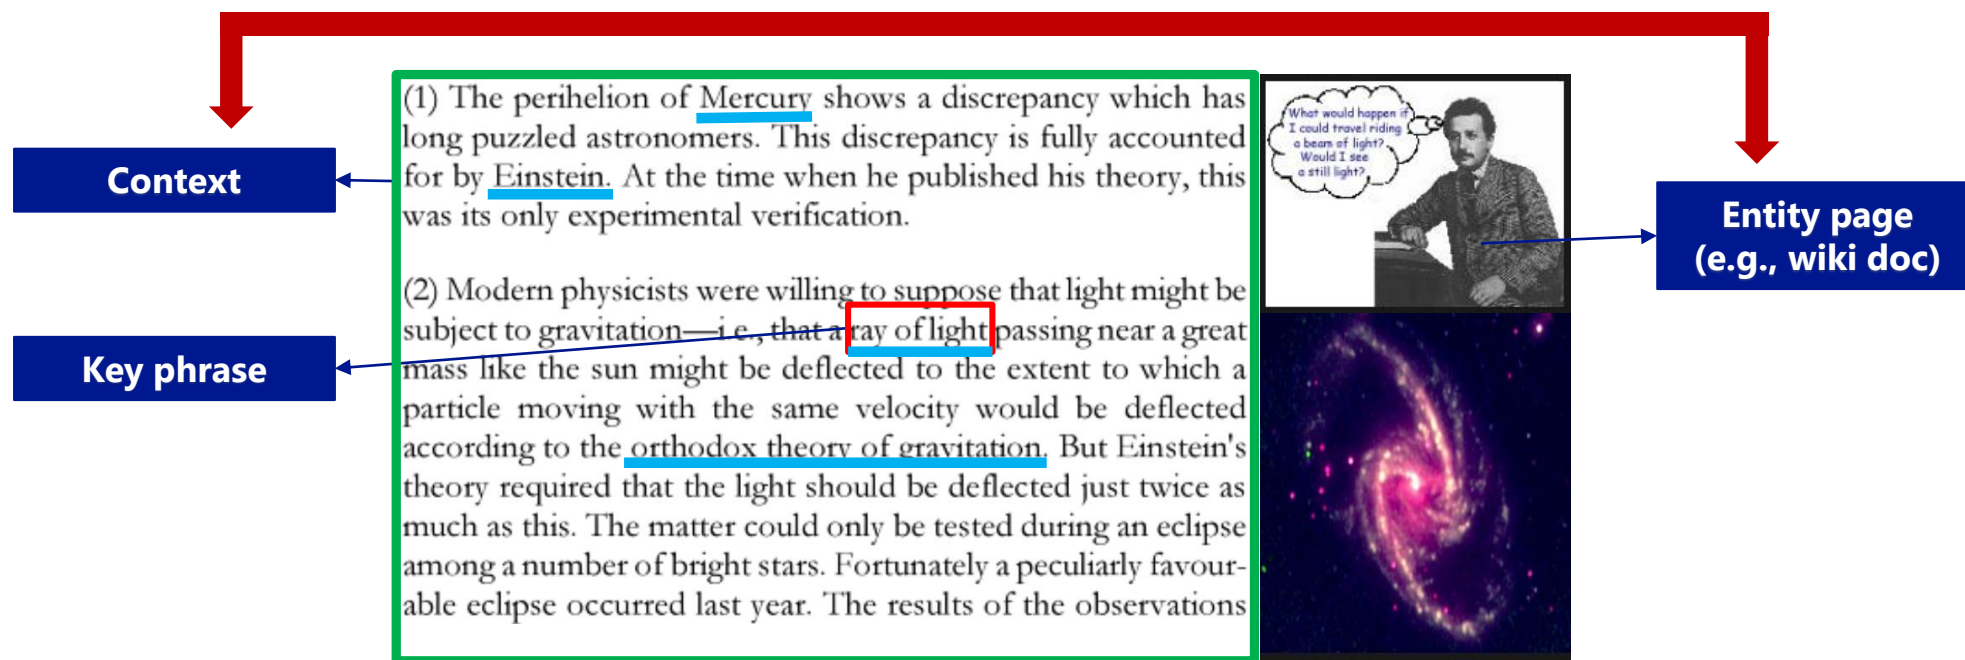 Context
Key phrase
(1) The perihelion of Mercury shows a discrepancy which has
long puzzled astronomers. This discrepancy is fully accounted
for by Einstein. At the time when he published his theory, this
was its only experimental verification.
(2) Modern physicists were willing to suppose that light might be
subject to gravitation—i.e., that a ray of light passing near a great
mass like the sun might be deflected to the extent to which a
particle moving with the same velocity would be deflected
according to the orthodox theory of gravitation. But Einstein's
theory required that the light should be deflected just twice as
much as this. The matter could only be tested during an eclipse
among a number of bright stars. Fortunately a peculiarly favour-
able eclipse occurred last year. The results of the observations
What would happen if
I could travel riding
a beam of light?
Would I see
a still light?
Entity page
(e.g., wiki doc)